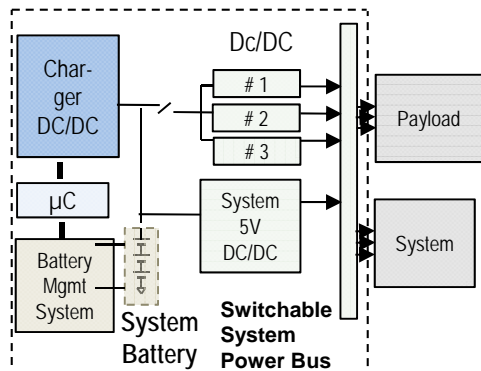 Char-
ger
DC/DC
µC
Battery
Mgmt
System
System
Battery
Dc/DC
# 1
# 2
# 3
System
5V
DC/DC
Switchable
System
Power Bus
Payload
System